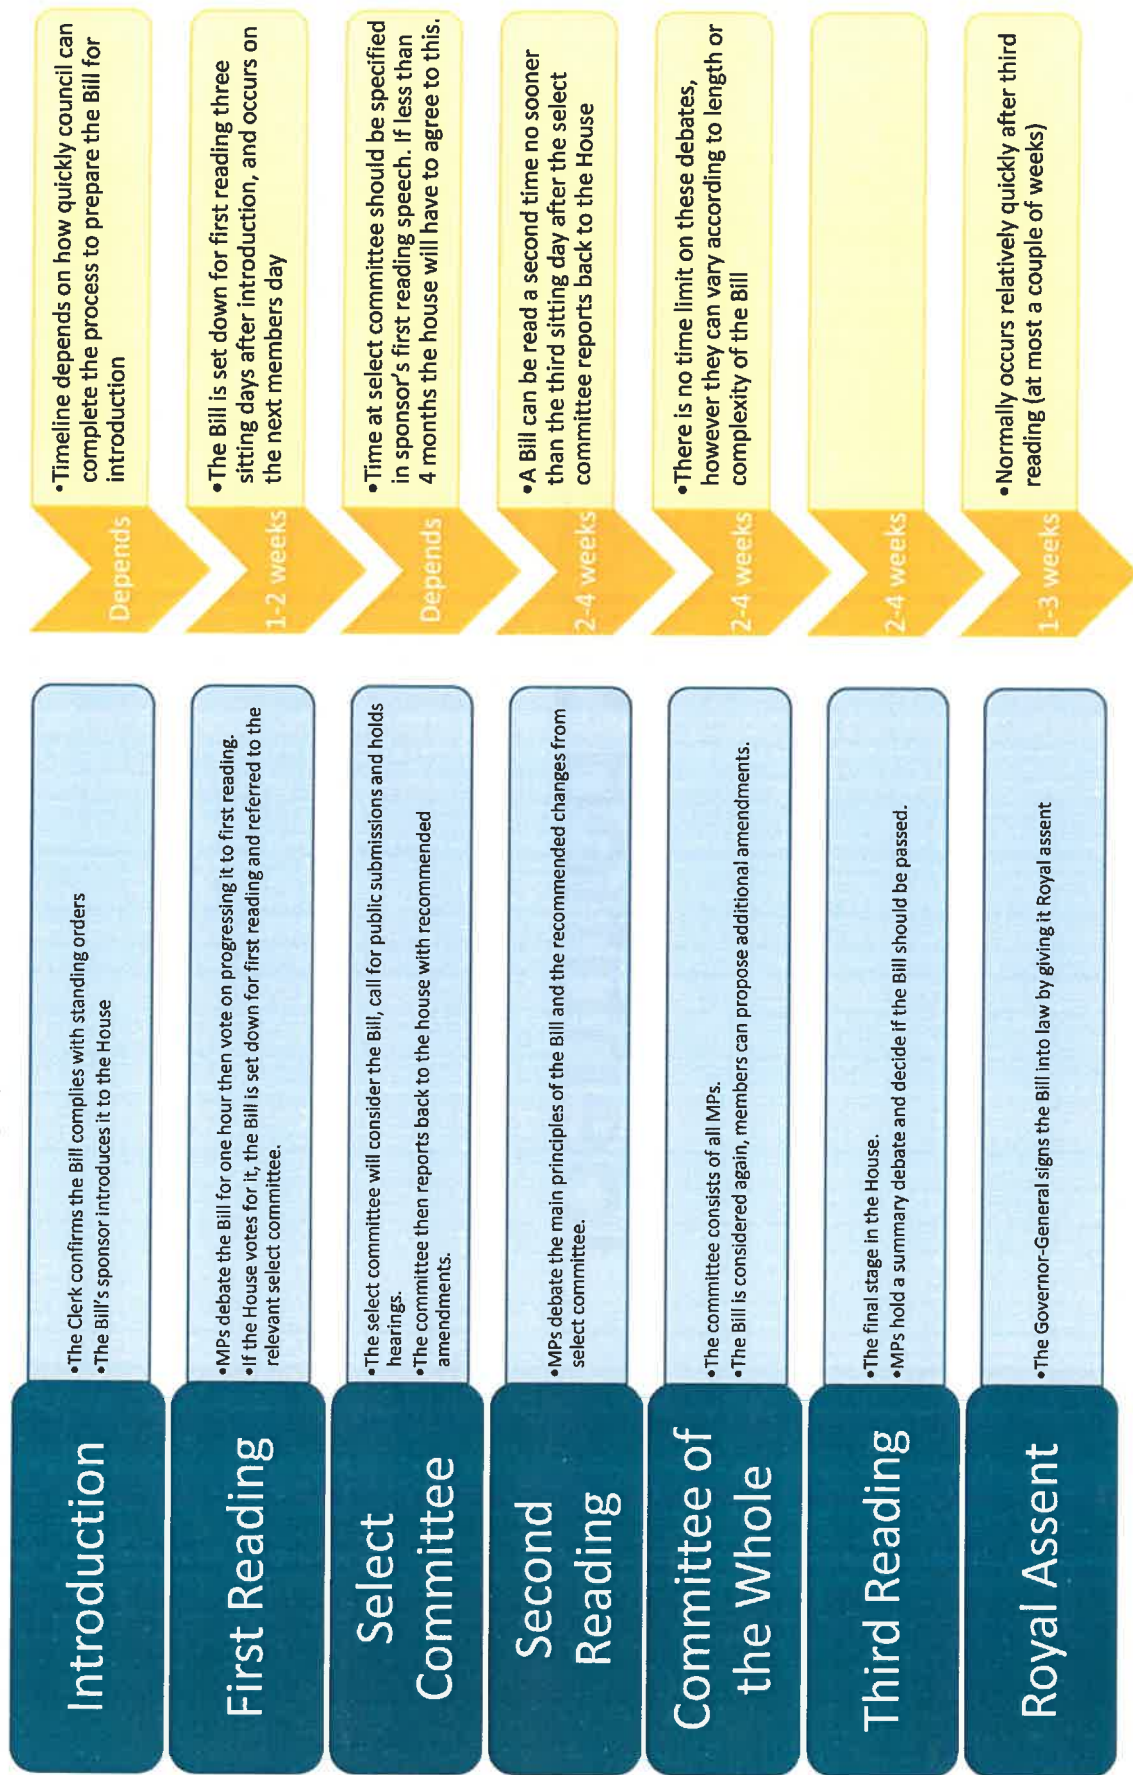 Introduction
•The Clerk confirms the Bill complies with standing orders
•The Bill's sponsor introduces it to the House
Depends
•Timeline depends on how quickly council can
complete the process to prepare the Bill for
introduction
First Reading
•MPs debate the Bill for one hour then vote on progressing it to first reading.
•If the House votes for it, the Bill is set down for first reading and referred to the
relevant select committee.
1-2 weeks
•The Bill is set down for first reading three
sitting days after introduction, and occurs on
the next members day
Select
Committee
•The select committee will consider the Bill, call for public submissions and holds
hearings.
•The committee then reports back to the house with recommended
amendments.
Depends
•Time at select committee should be specified
in sponsor's first reading speech. If less than
4 months the house will have to agree to this.
Second
Reading
•MPs debate the main principles of the Bill and the recommended changes from
select committee.
2-4 weeks
•A Bill can be read a second time no sooner
than the third sitting day after the select
committee reports back to the House
Committee of
the Whole
•The committee consists of all MPs.
•The Bill is considered again, members can propose additional amendments.
2-4 weeks
•There is no time limit on these debates,
however they can vary according to length or
complexity of the Bill
Third Reading
•The final stage in the House.
•MPs hold a summary debate and decide if the Bill should be passed.
2-4 weeks
Royal Assent
•The Governor-General signs the Bill into law by giving it Royal assent
1-3 weeks
•Normally occurs relatively quickly after third
reading (at most a couple of weeks)